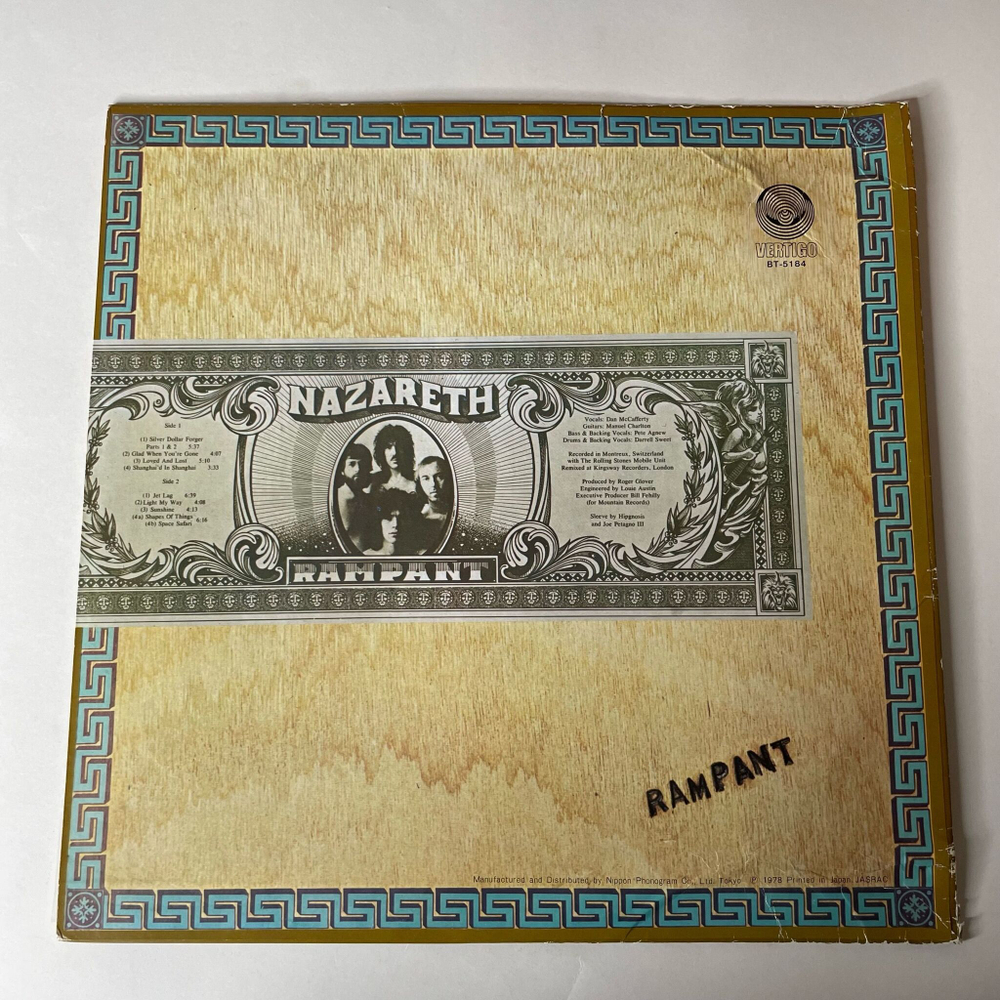 VERTIGO
BT-5184
NAZARETH
Side 1
(1) Silver Dollar Forger
Parts 1 & 2 5:37
(2) Glad When You're Gone 4:07
(3) Loved And Lost 5:10
(4) Shanghai'd In Shanghai 3:33
Side 2
(1) Jet Lag 6:39
(2) Light My Way 4:08
(3) Sunshine 4:13
(4a) Shapes Of Things
(4b) Space Safari 6:16
Vocals: Dan McCafferty
Guitars: Manuel Charlton
Bass & Backing Vocals: Pete Agnew
Drums & Backing Vocals: Darrell Sweet
Recorded in Montreux, Switzerland
with The Rolling Stones Mobile Unit
Remixed at Kingsway Recorders, London
Produced by Roger Glover
Engineered by Louie Austin
Executive Producer Bill Fehilly
(for Mountain Records)
Sleeve by Hipgnosis
and Joe Petagno III
RAMPANT
RAMPANT
Manufactured and Distributed by Nippon Phonogram Co., Ltd. Tokyo ℗ 1978 Printed in Japan JASRAC